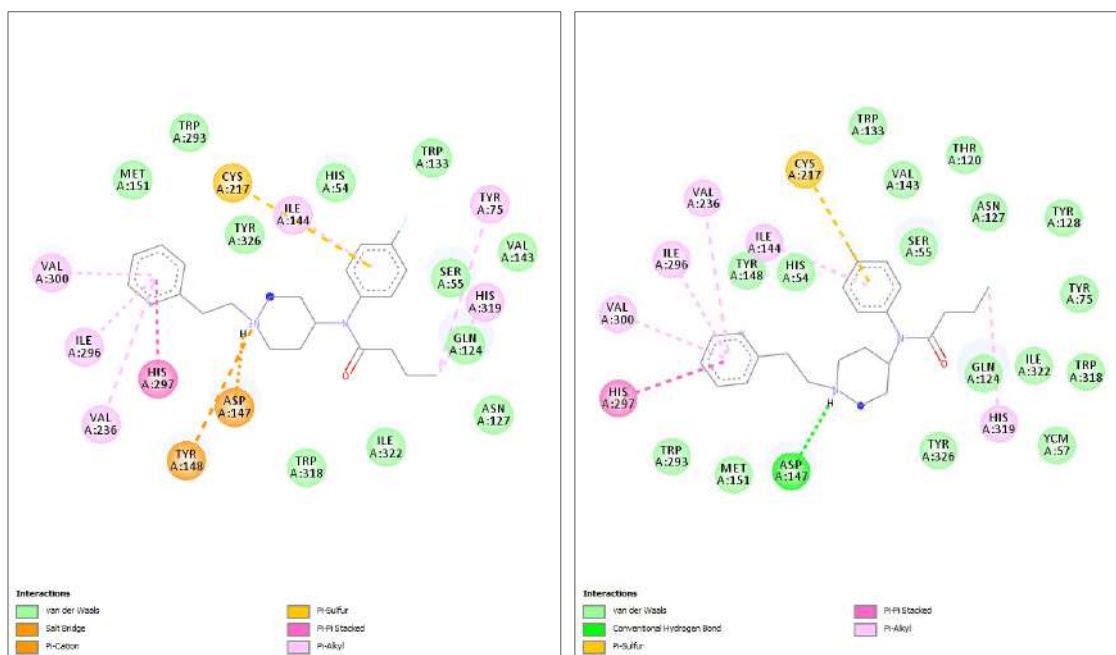 TRP
A:293
MET
A:151
CYS
A:217
HIS
A:54
TRP
A:133
ILE
A:144
TYR
A:75
TYR
A:326
VAL
A:143
VAL
A:300
SER
A:55
HIS
A:319
ILE
A:296
N
N
H
GLN
A:124
HIS
A:297
O
ASP
A:147
VAL
A:236
ASN
A:127
TYR
A:148
ILE
A:322
TRP
A:318
Interactions
van der Waals
Salt Bridge
Pi-Cation
Pi-Sulfur
Pi-Pi Stacked
Pi-Alkyl
TRP
A:133
CYS
A:217
THR
A:120
VAL
A:143
VAL
A:236
ASN
A:127
TYR
A:128
ILE
A:144
SER
A:55
ILE
A:296
TYR
A:148
HIS
A:54
TYR
A:75
VAL
A:300
N
O
GLN
A:124
ILE
A:322
TRP
A:318
HIS
A:297
N
H
HIS
A:319
TYR
A:326
YCM
A:57
TRP
A:293
MET
A:151
ASP
A:147
Interactions
van der Waals
Conventional Hydrogen Bond
Pi-Sulfur
Pi-Pi Stacked
Pi-Alkyl